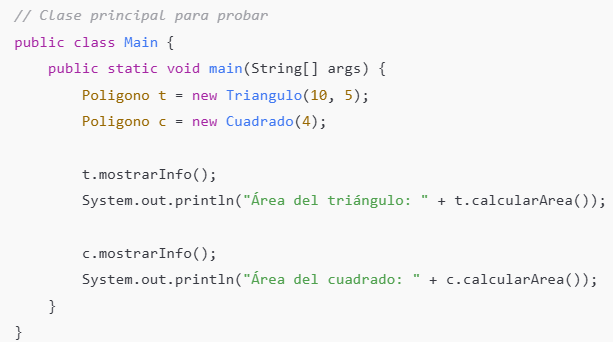 // Clase principal para probar
public class Main {
    public static void main(String[] args) {
        Poligono t = new Triangulo(10, 5);
        Poligono c = new Cuadrado(4);

        t.mostrarInfo();
        System.out.println("Área del triángulo: " + t.calcularArea());

        c.mostrarInfo();
        System.out.println("Área del cuadrado: " + c.calcularArea());
    }
}